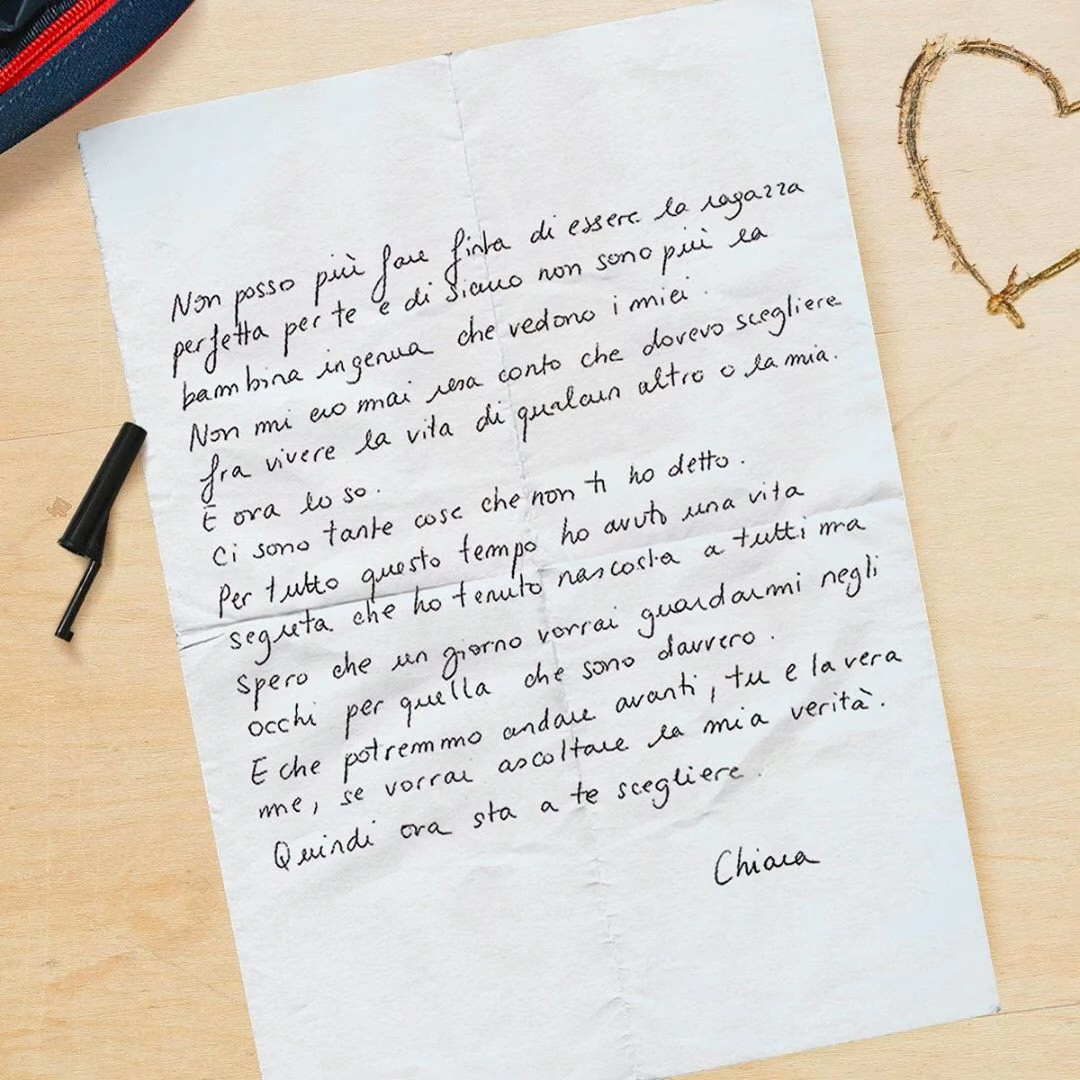 Non posso più fare finta di essere la ragazza
perfetta per te e di sicuro non sono più la
bambina ingenua che vedono i miei.
Non mi ero mai resa conto che dovevo scegliere
fra vivere la vita di qualcun altro o la mia.
E ora lo so.
Ci sono tante cose che non ti ho detto.
Per tutto questo tempo ho avuto una vita
segreta che ho tenuto nascosta a tutti ma
spero che un giorno vorrai guardarmi negli
occhi per quella che sono davvero.
E che potremmo andare avanti, tu e la vera
me, se vorrai ascoltare la mia verità.
Quindi ora sta a te scegliere.
Chiara